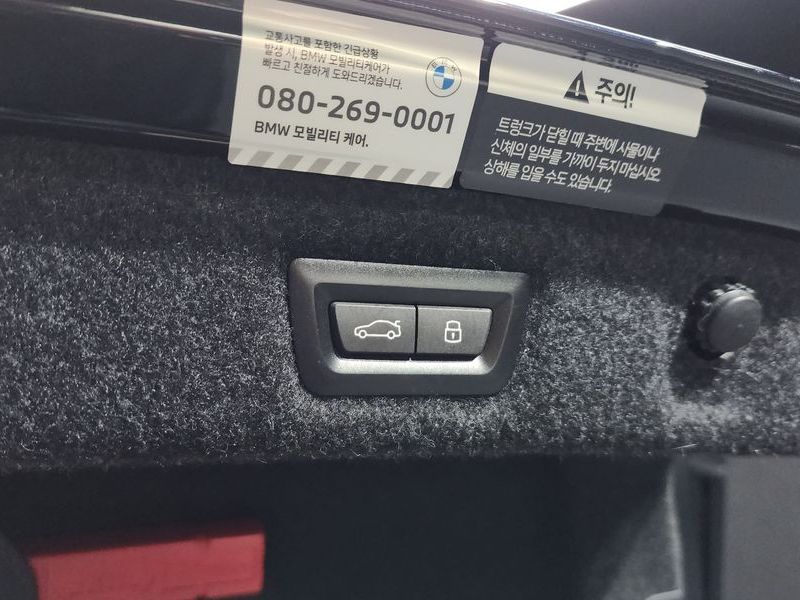 교통사고를 포함한 긴급상황
발생 시, BMW 모빌리티케어가
빠르고 친절하게 도와드리겠습니다.
080-269-0001
BMW 모빌리티 케어.
주의!
트렁크가 닫힐 때 주변에 사물이나
신체의 일부를 가까이 두지 마십시오.
상해를 입을 수도 있습니다.